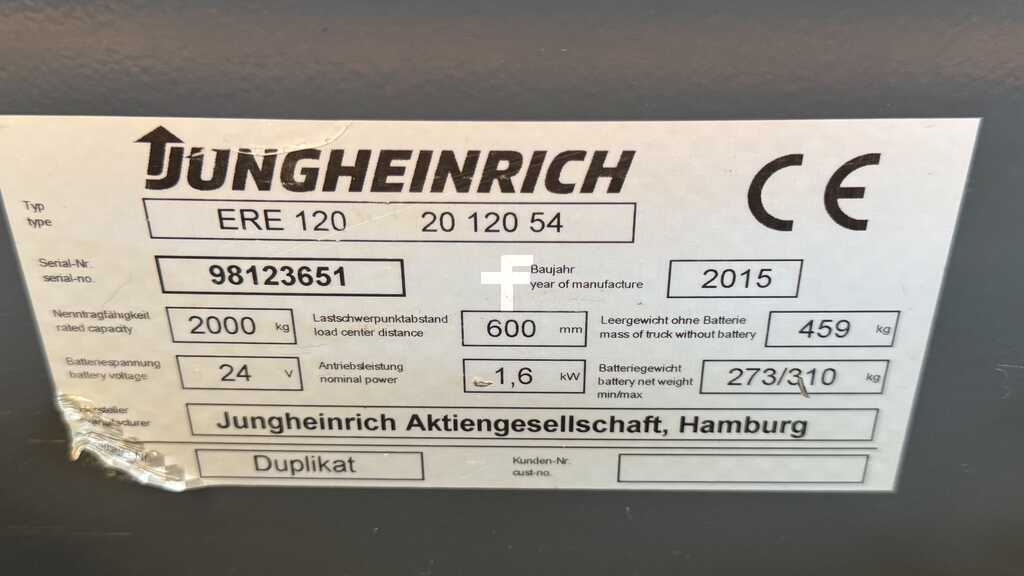 JUNGHEINRICH
CE
Typ
type
ERE 120 20 120 54
Serial-Nr.
serial-no.
98123651
Baujahr
year of manufacture
2015
Nenntragfähigkeit
rated capacity
2000 kg
Lastschwerpunktabstand
load center distance
600 mm
Leergewicht ohne Batterie
mass of truck without battery
459 kg
Batteriespannung
battery voltage
24 V
Antriebsleistung
nominal power
1,6 kW
Batteriegewicht
battery net weight
min/max
273/310 kg
Jungheinrich Aktiengesellschaft, Hamburg
Duplikat
Kunden-Nr.
cust-no.